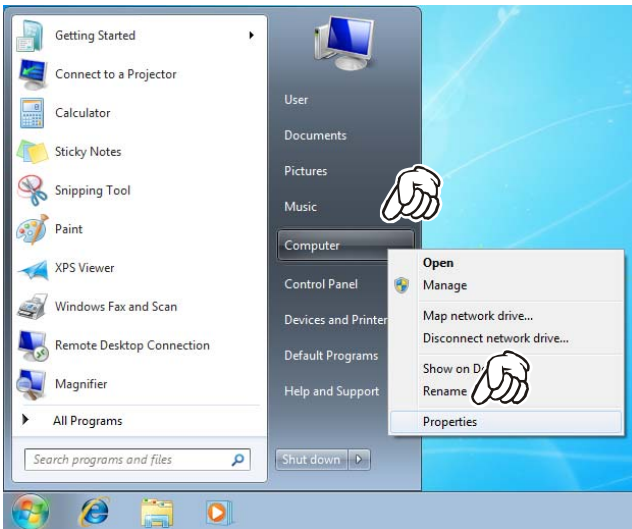 Getting Started
Connect to a Projector
Calculator
Sticky Notes
Snipping Tool
Paint
XPS Viewer
Windows Fax and Scan
Remote Desktop Connection
Magnifier
All Programs
Search programs and files
User
Documents
Pictures
Music
Computer
Control Panel
Devices and Printer
Default Programs
Help and Support
Shut down
Open
Manage
Map network drive...
Disconnect network drive...
Show on D
Rename
Properties